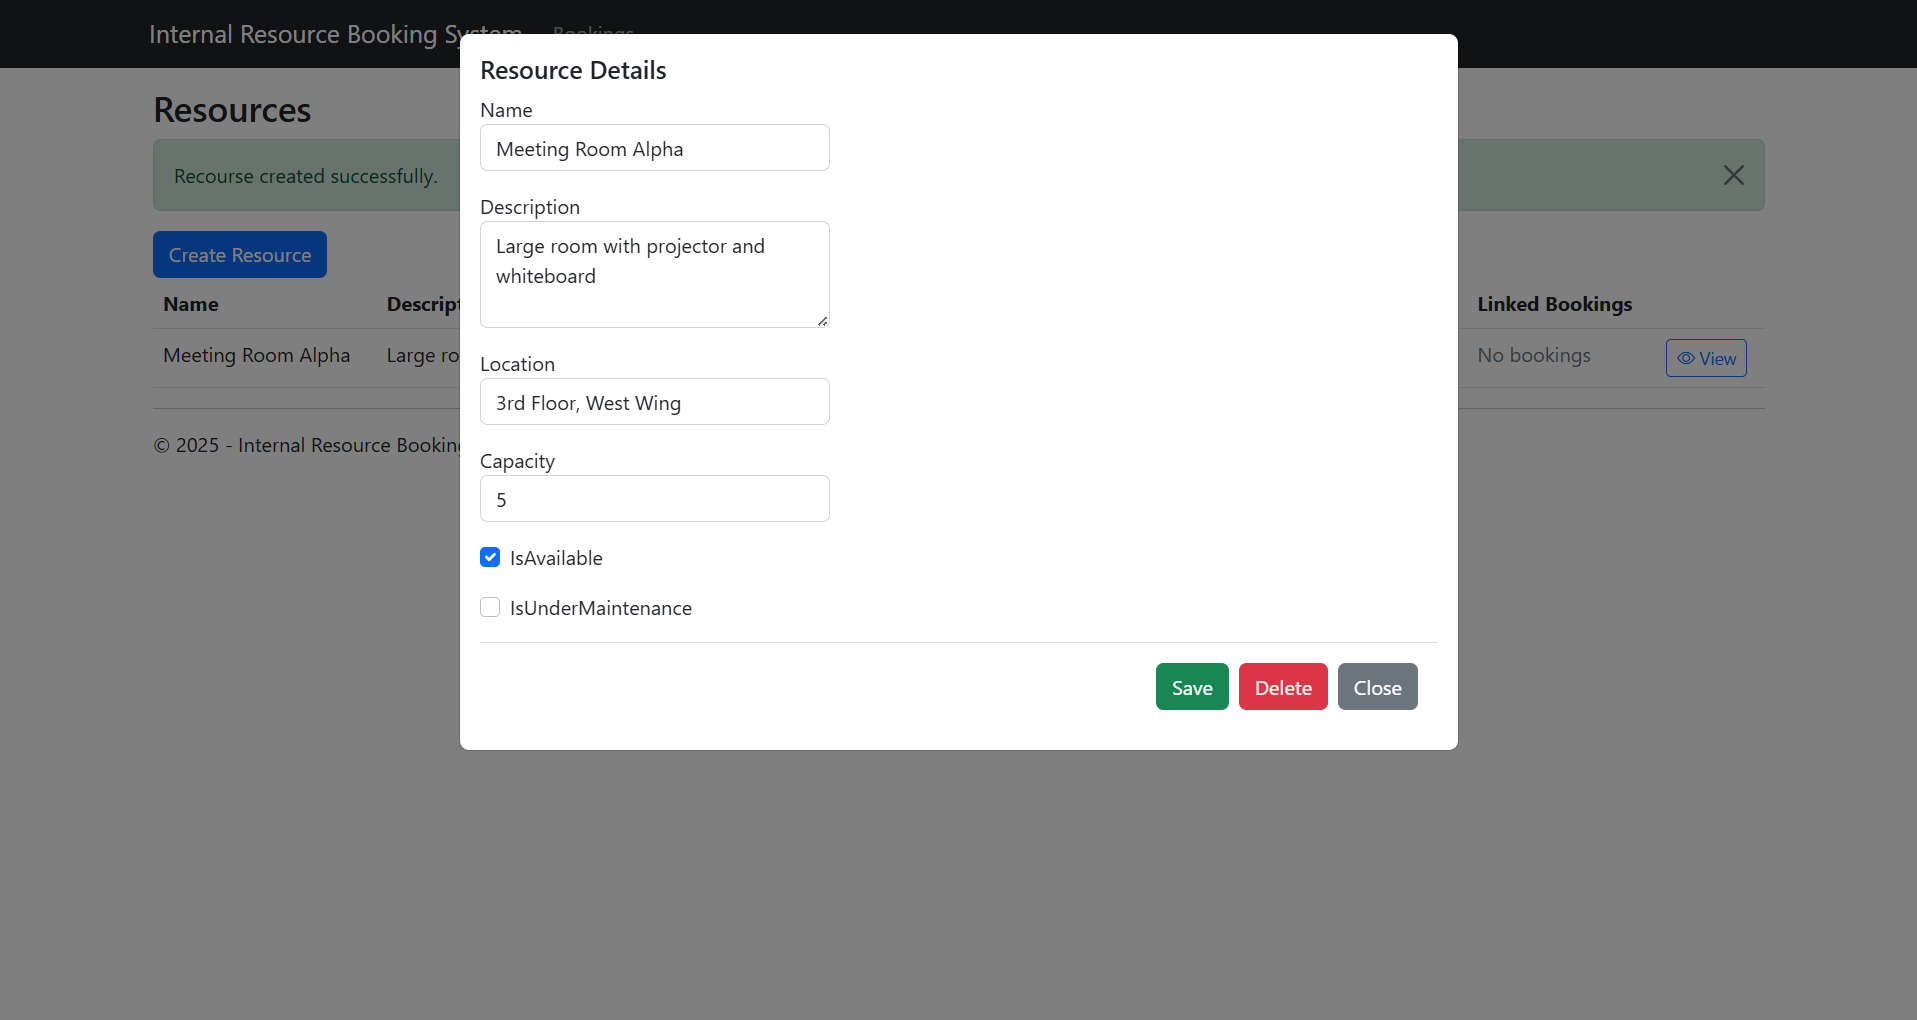 Internal Resource Booking System Bookings
Resources
Recourse created successfully.
Create Resource
Name Descript Linked Bookings
Meeting Room Alpha Large ro No bookings View
© 2025 - Internal Resource Booking
Resource Details
Name
Meeting Room Alpha
Description
Large room with projector and
whiteboard
Location
3rd Floor, West Wing
Capacity
5
IsAvailable
IsUnderMaintenance
Save Delete Close